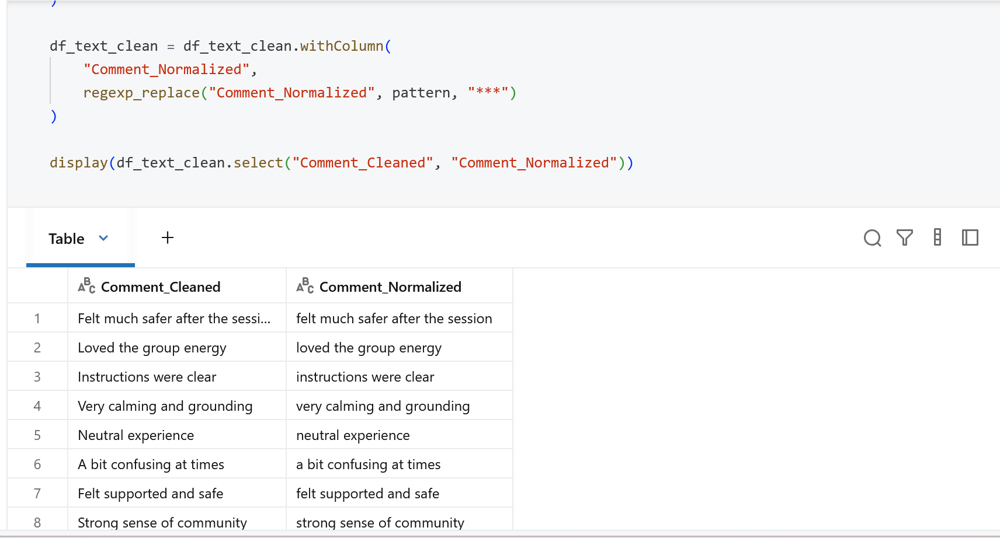 )
df_text_clean = df_text_clean.withColumn(
"Comment_Normalized",
regexp_replace("Comment_Normalized", pattern, "***")
)
display(df_text_clean.select("Comment_Cleaned", "Comment_Normalized"))
Table
ABC Comment_Cleaned ABC Comment_Normalized
1 Felt much safer after the sessi... felt much safer after the session
2 Loved the group energy loved the group energy
3 Instructions were clear instructions were clear
4 Very calming and grounding very calming and grounding
5 Neutral experience neutral experience
6 A bit confusing at times a bit confusing at times
7 Felt supported and safe felt supported and safe
8 Strong sense of community strong sense of community